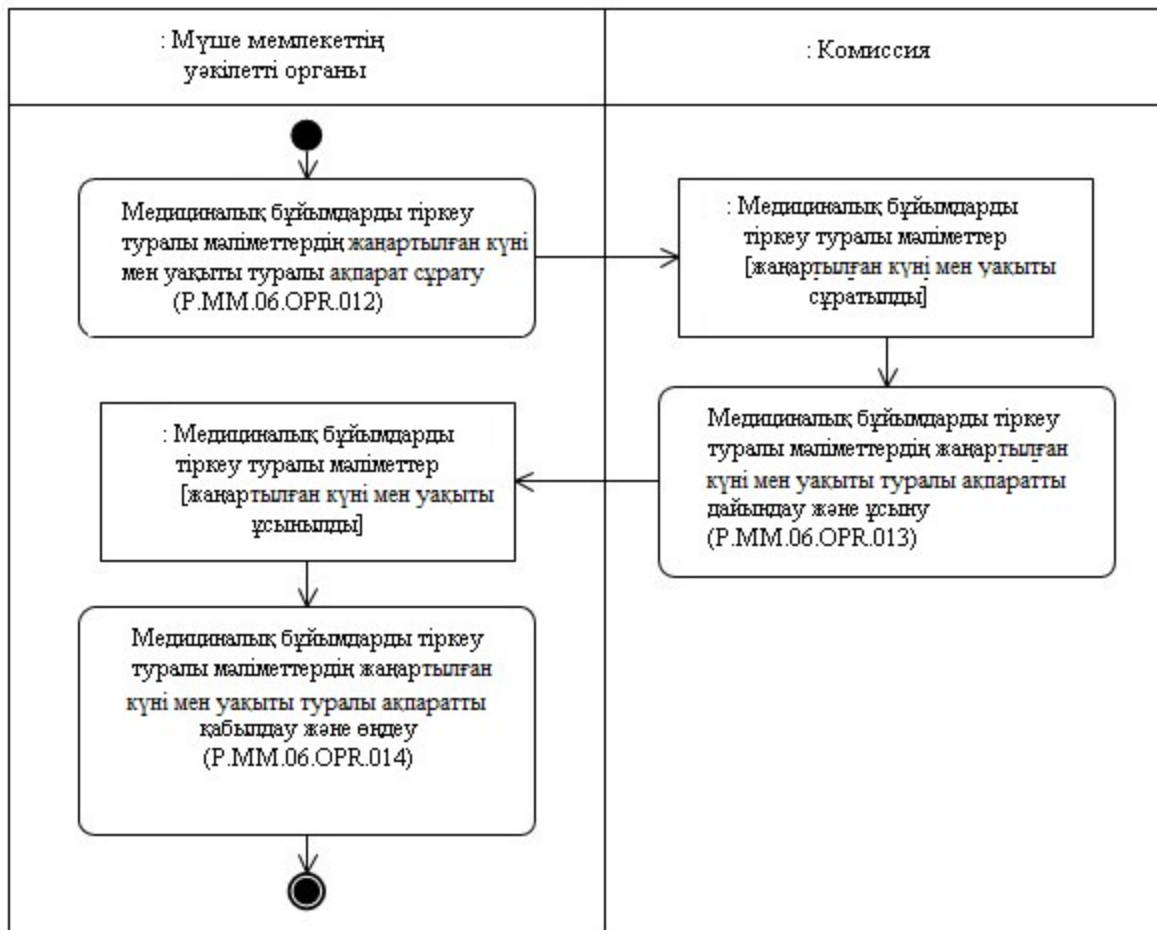 : Мүше мемлекеттің
уәкілетті органы
: Комиссия
Медициналық бұйымдарды тіркеу
туралы мәліметтердің жаңартылған күні
мен уақыты туралы ақпарат сұрату
(P.MM.06.OPR.012)
: Медициналық бұйымдарды
тіркеу туралы мәліметтер
[жаңартылған күні мен уақыты
сұратылды]
Медициналық бұйымдарды тіркеу
туралы мәліметтердің жаңартылған
күні мен уақыты туралы ақпаратты
дайындау және ұсыну
(P.MM.06.OPR.013)
: Медициналық бұйымдарды
тіркеу туралы мәліметтер
[жаңартылған күні мен уақыты
ұсынылды]
Медициналық бұйымдарды тіркеу
туралы мәліметтердің жаңартылған
күні мен уақыты туралы ақпаратты
қабылдау және өңдеу
(P.MM.06.OPR.014)